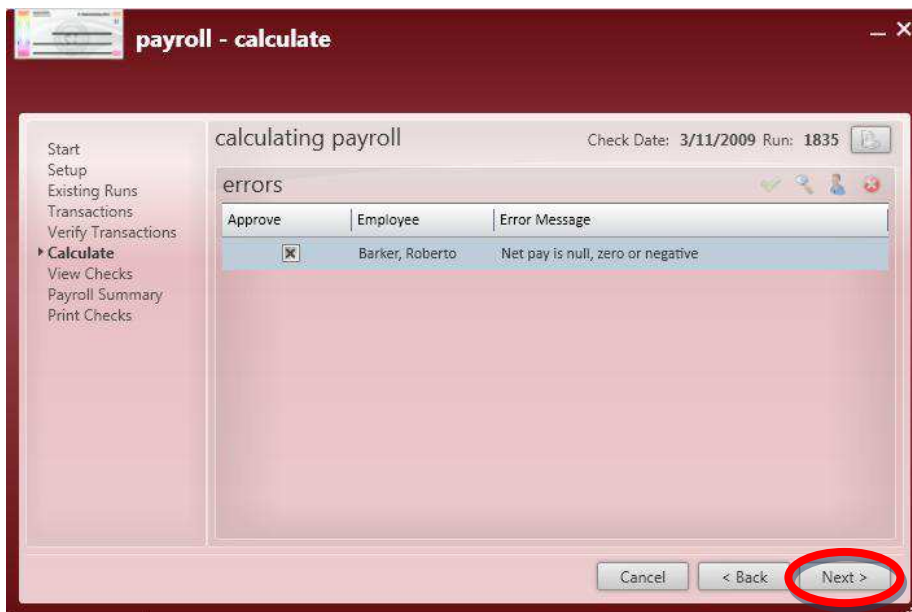 payroll - calculate
Start
Setup
Existing Runs
Transactions
Verify Transactions
Calculate
View Checks
Payroll Summary
Print Checks
calculating payroll
Check Date: 3/11/2009 Run: 1835
errors
Approve Employee Error Message
Barker, Roberto Net pay is null, zero or negative
Cancel < Back Next >